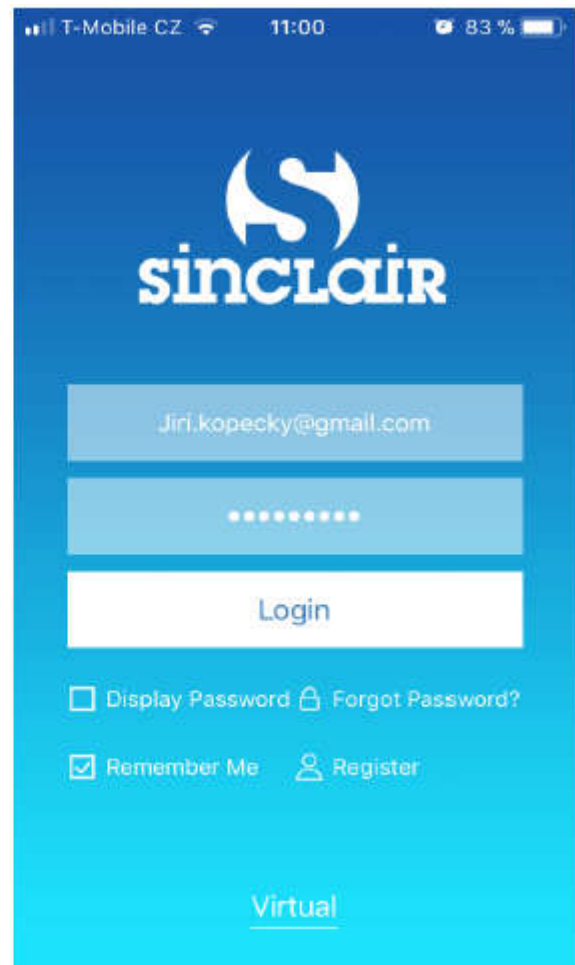 T-Mobile CZ 11:00 83 %
sinclair
Jiri.kopecky@gmail.com
•••••••••
Login
Display Password Forgot Password?
Remember Me Register
Virtual